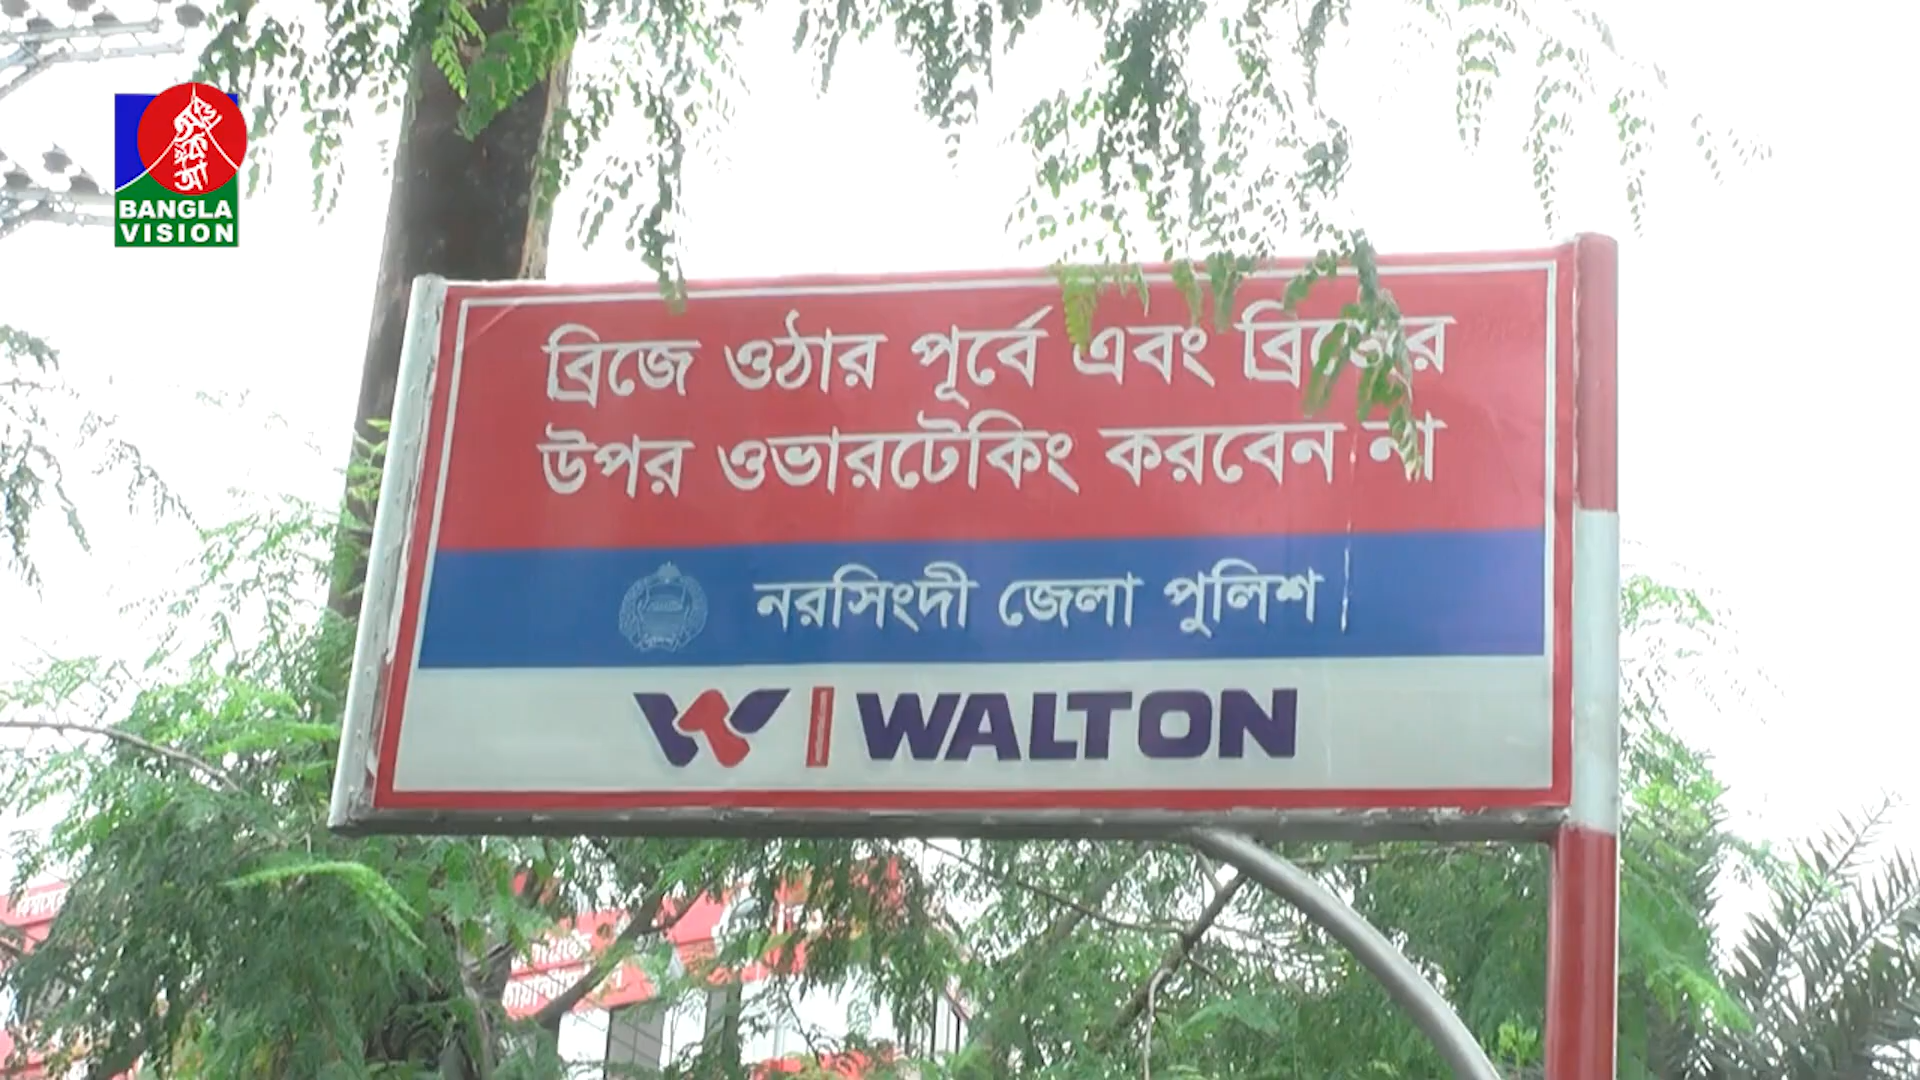 BANGLA
VISION
ব্রিজে ওঠার পূর্বে এবং ব্রিজের
উপর ওভারটেকিং করবেন না
নরসিংদী জেলা পুলিশ
WALTON